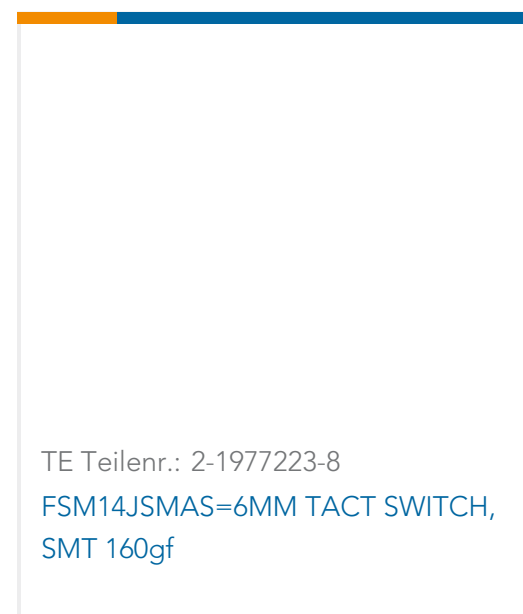 TE Teilenr.: 2-1977223-8
FSM14JSMAS=6MM TACT SWITCH,
SMT 160gf